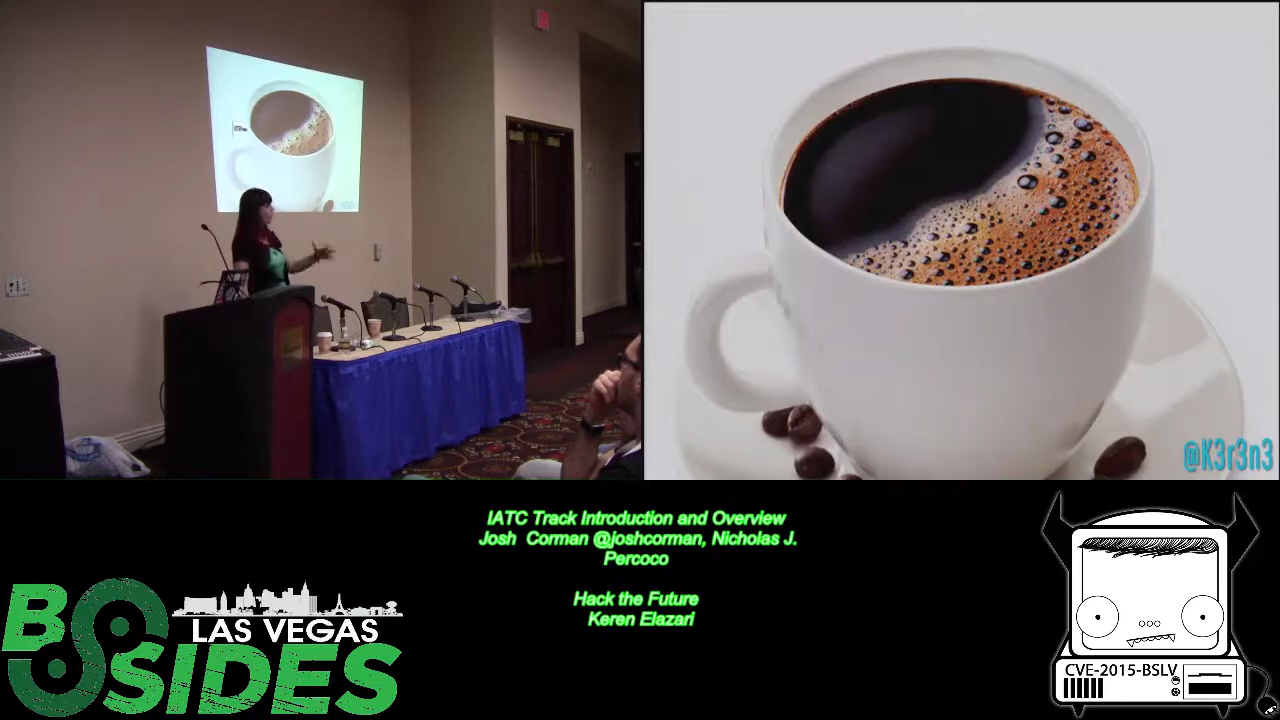 @K3r3n3
IATC Track Introduction and Overview
Josh Corman @joshcorman, Nicholas J.
Percoco
Hack the Future
Keren Elazari
BSIDES
LAS VEGAS
CVE-2015-BSLV